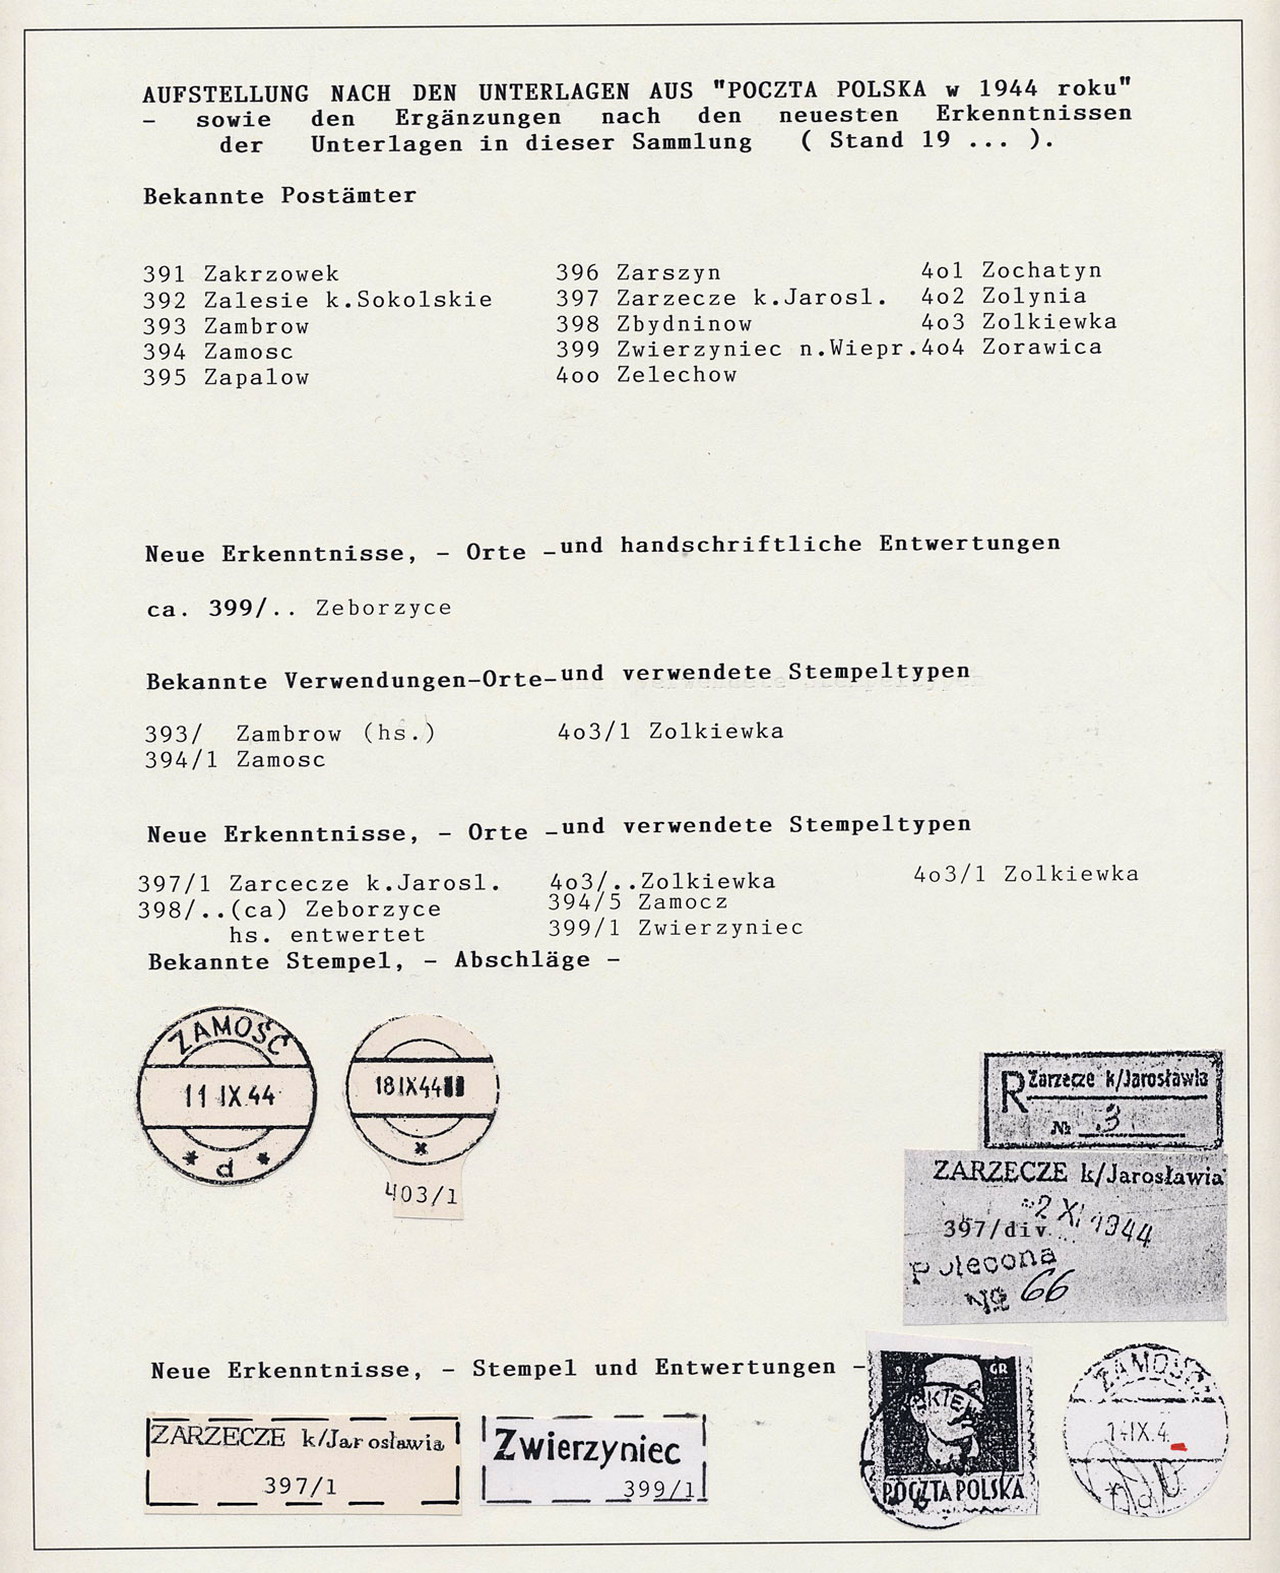 AUFSTELLUNG NACH DEN UNTERLAGEN AUS "POCZTA POLSKA w 1944 roku"
- sowie den Ergänzungen nach den neuesten Erkenntnissen
der Unterlagen in dieser Sammlung ( Stand 19 ... ).
Bekannte Postämter
391 Zakrzowek
392 Zalesie k.Sokolskie
393 Zambrow
394 Zamosc
395 Zapalow
396 Zarszyn
397 Zarzecze k.Jarosl.
398 Zbydninow
399 Zwierzyniec n.Wiepr.
4oo Zelechow
4o1 Zochatyn
4o2 Zolynia
4o3 Zolkiewka
4o4 Zorawica
Neue Erkenntnisse, - Orte - und handschriftliche Entwertungen
ca. 399/.. Zeborzyce
Bekannte Verwendungen-Orte- und verwendete Stempeltypen
393/ Zambrow (hs.)
394/1 Zamosc
4o3/1 Zolkiewka
Neue Erkenntnisse, - Orte - und verwendete Stempeltypen
397/1 Zarcecze k.Jarosl.
398/..(ca) Zeborzyce
hs. entwertet
4o3/..Zolkiewka
394/5 Zamocz
399/1 Zwierzyniec
4o3/1 Zolkiewka
Bekannte Stempel, - Abschläge -
ZAMOŚĆ
11 IX 44
* d *
18 IX 44
*
403/1
R Zarzecze k/Jarosławia
№ 3
ZARZECZE k/Jarosławia
2 XI 1944
397/div...
Polecona
№ 66
Neue Erkenntnisse, - Stempel und Entwertungen -
ZARZECZE k/Jarosławia
397/1
Zwierzyniec
399/1
GR
POCZTA POLSKA
ZAMOŚĆ
IX.4